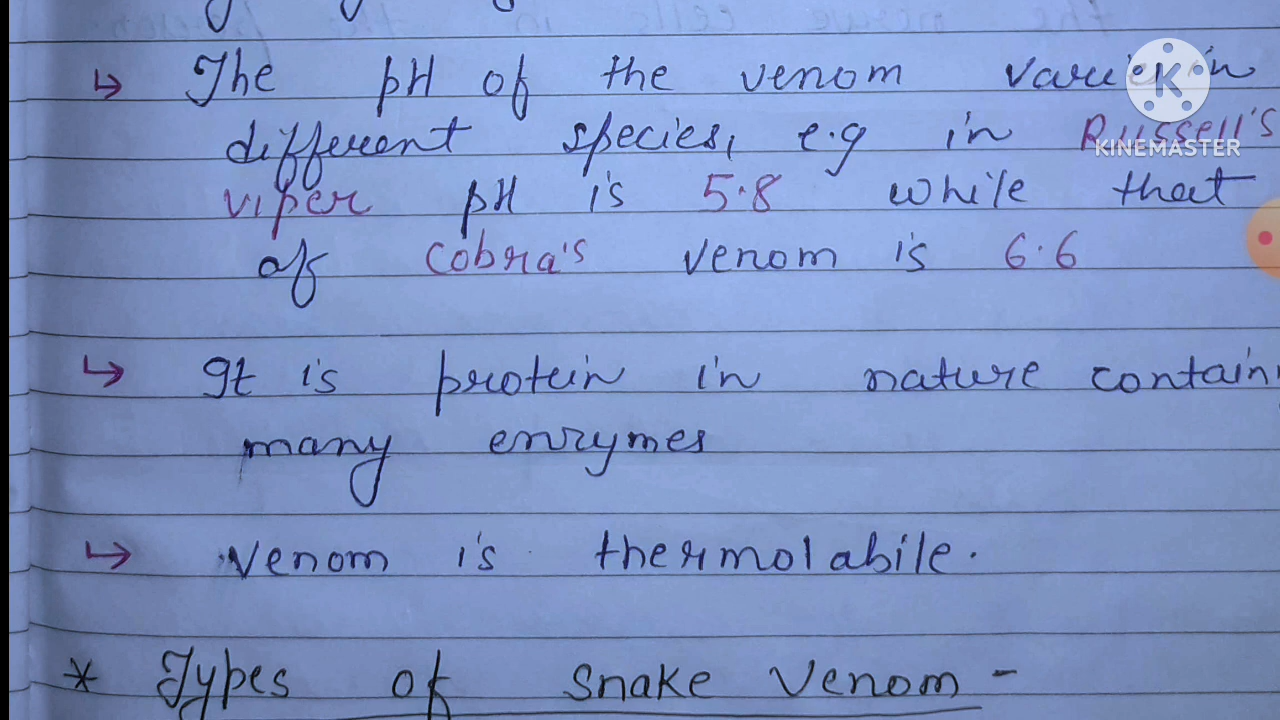 ↳ The pH of the venom varies in
different species, e.g in Russell's
viper pH is 5.8 while that
of cobra's venom is 6.6
↳ It is protein in nature contain
many enzymes
↳ Venom is thermolabile.
* Types of Snake Venom -
K
KINEMASTER